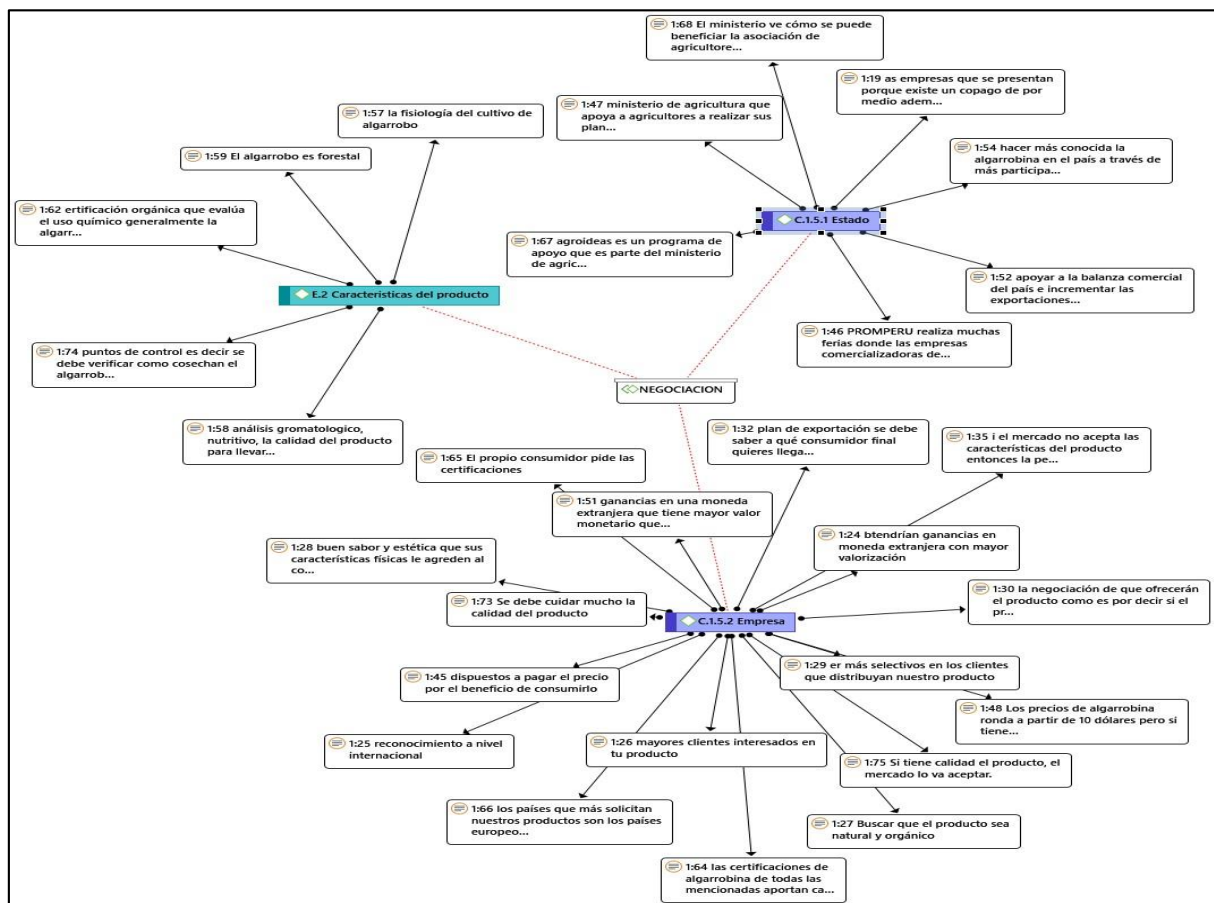 1:68 El ministerio ve cómo se puede
beneficiar la asociación de
agricultore...
1:19 as empresas que se presentan
porque existe un copago de por
medio adem...
1:47 ministerio de agricultura que
apoya a agricultores a realizar sus
plan...
1:57 la fisiología del cultivo de
algarrobo
1:59 El algarrobo es forestal
1:54 hacer más conocida la
algarrobina en el país a través de
más participa...
1:62 ertificación orgánica que evalúa
el uso químico generalmente la
algarr...
C.1.5.1 Estado
1:67 agroideas es un programa de
apoyo que es parte del ministerio
de agric...
1:52 apoyar a la balanza comercial
del país e incrementar las
exportaciones...
E.2 Caracteristicas del producto
1:46 PROMPERU realiza muchas
ferias donde las empresas
comercializadoras de...
1:74 puntos de control es decir se
debe verificar como cosechan el
algarrob...
NEGOCIACION
1:58 análisis gromatologico,
nutritivo, la calidad del producto
para llevar...
1:32 plan de exportación se debe
saber a qué consumidor final
quieres llega...
1:35 i el mercado no acepta las
características del producto
entonces la pe...
1:65 El propio consumidor pide las
certificaciones
1:51 ganancias en una moneda
extranjera que tiene mayor valor
monetario que...
1:24 btendrían ganancias en
moneda extranjera con mayor
valorización
1:28 buen sabor y estética que sus
características físicas le agreden al
co...
1:30 la negociación de que ofrecerán
el producto como es por decir si el
pr...
1:73 Se debe cuidar mucho la
calidad del producto
C.1.5.2 Empresa
1:45 dispuestos a pagar el precio
por el beneficio de consumirlo
1:29 er más selectivos en los clientes
que distribuyan nuestro producto
1:48 Los precios de algarrobina
ronda a partir de 10 dólares pero si
tiene...
1:25 reconocimiento a nivel
internacional
1:26 mayores clientes interesados en
tu producto
1:75 Si tiene calidad el producto, el
mercado lo va aceptar.
1:66 los países que más solicitan
nuestros productos son los países
europeo...
1:27 Buscar que el producto sea
natural y orgánico
1:64 las certificaciones de
algarrobina de todas las
mencionadas aportan ca...